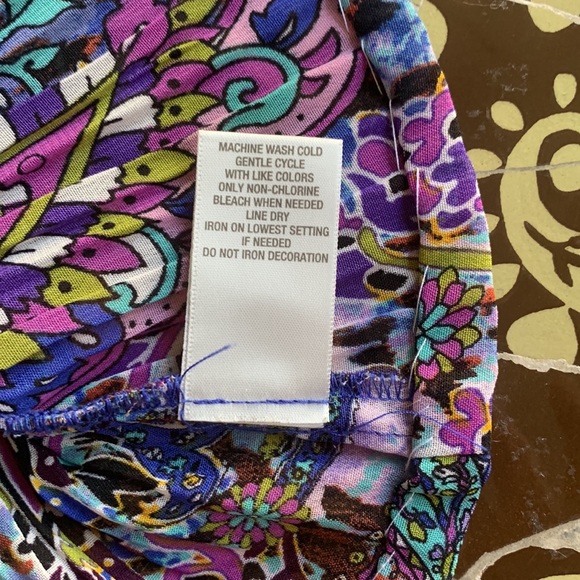 MACHINE WASH COLD
GENTLE CYCLE
WITH LIKE COLORS
ONLY NON-CHLORINE
BLEACH WHEN NEEDED
LINE DRY
IRON ON LOWEST SETTING
IF NEEDED
DO NOT IRON DECORATION